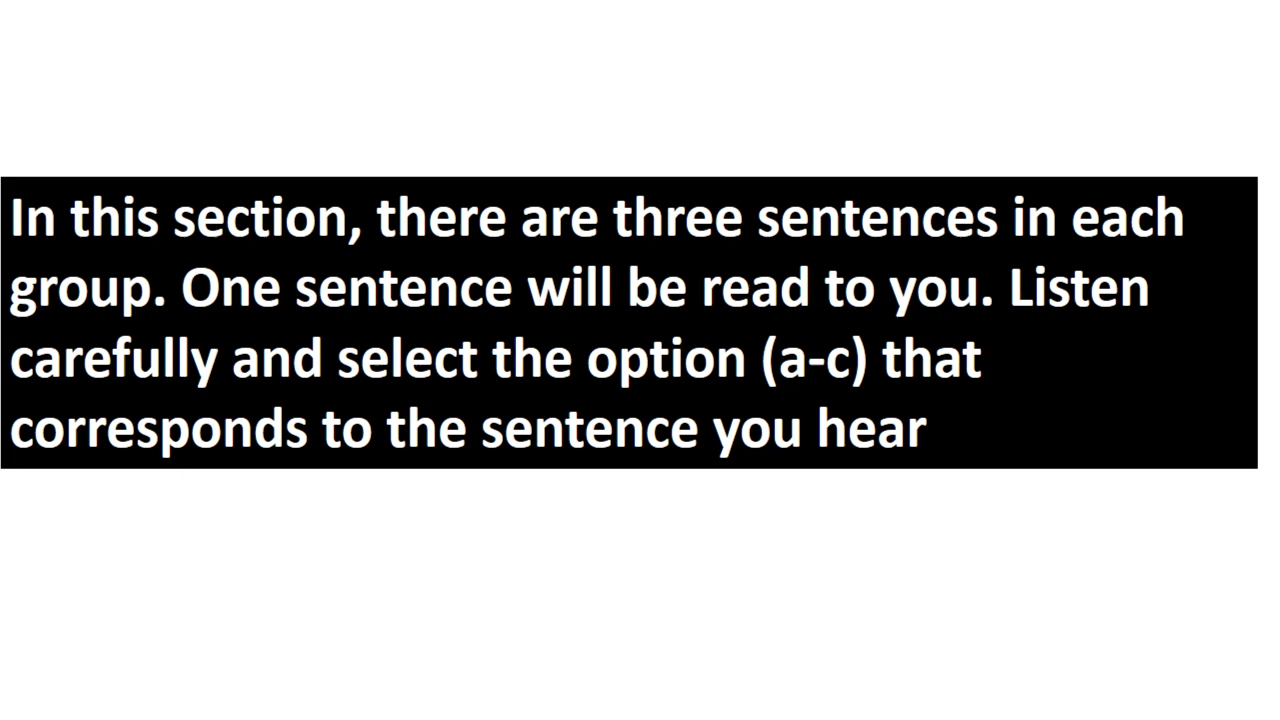 In this section, there are three sentences in each
group. One sentence will be read to you. Listen
carefully and select the option (a-c) that
corresponds to the sentence you hear